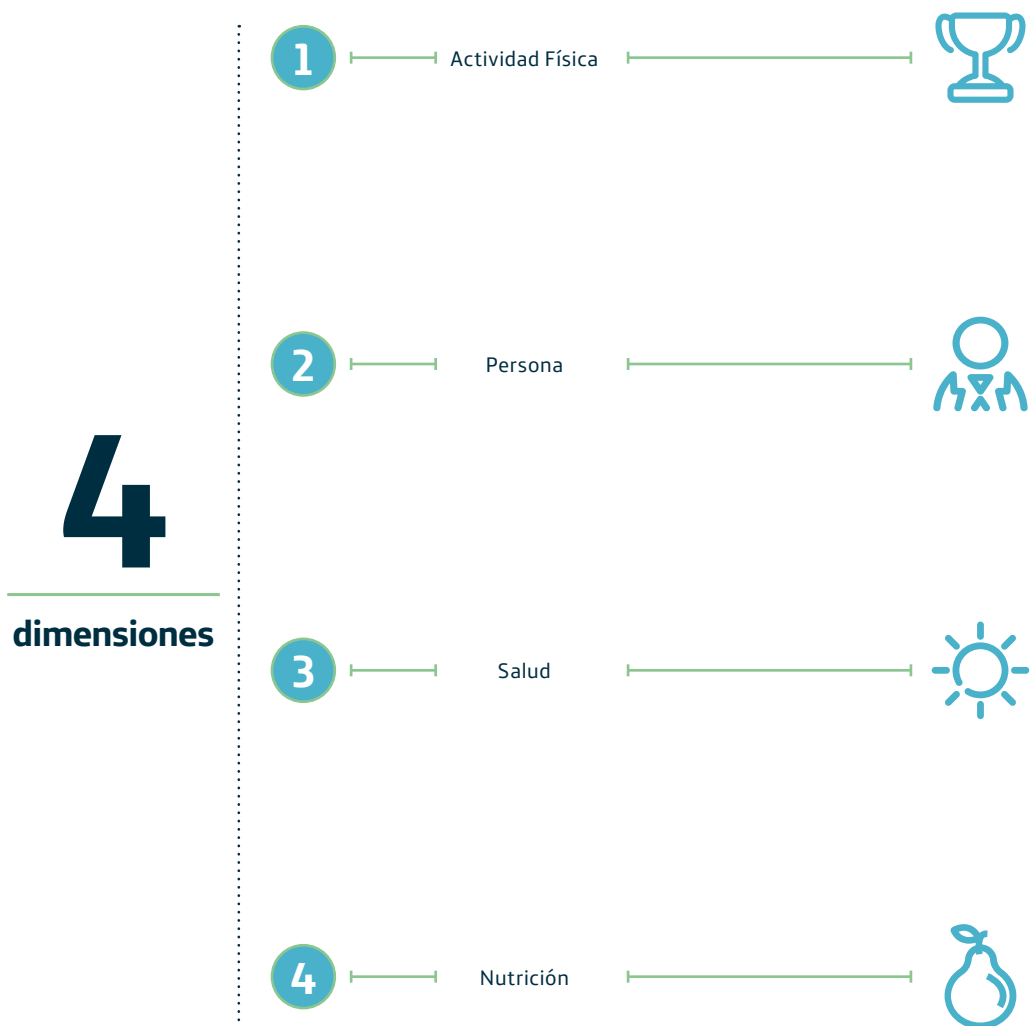 4
dimensiones
1 Actividad Física
2 Persona
3 Salud
4 Nutrición